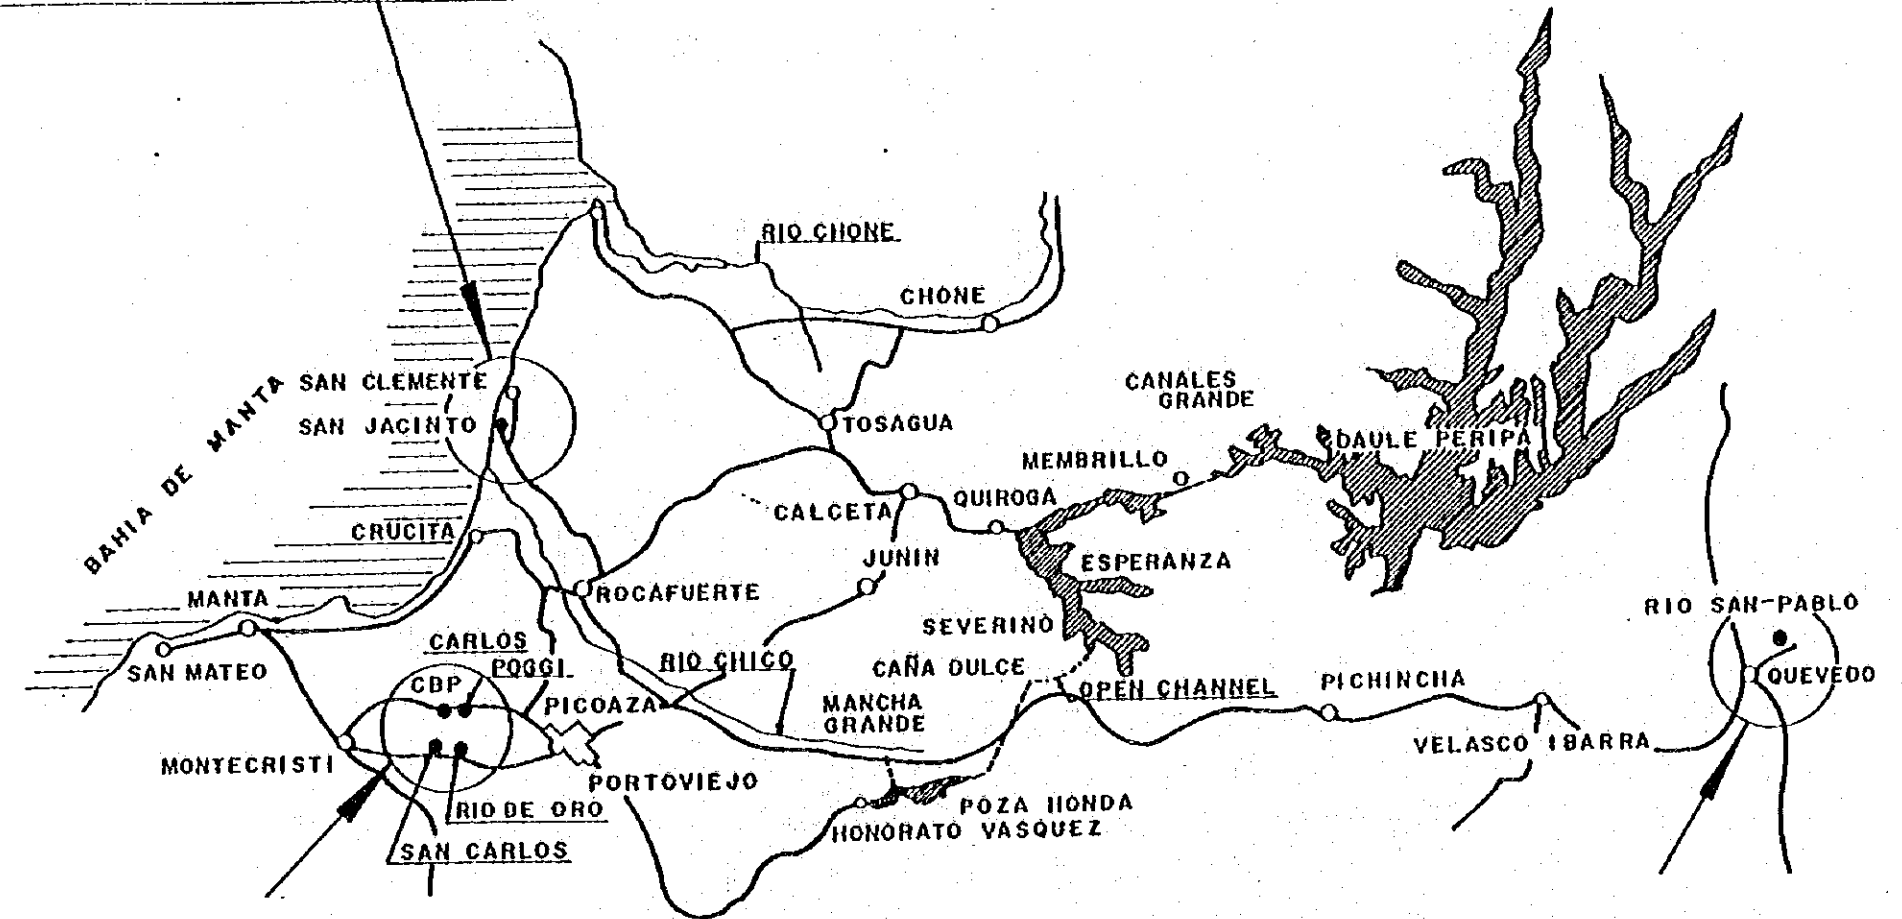 RIO CHONE
CHONE
SAN CLEMENTE
SAN JACINTO
BAHIA DE MANTA
TOSAGUA
CANALES
GRANDE
DAULE PERIPA
MEMBRILLO
QUIROGA
CALCETA
CRUCITA
JUNIN
ESPERANZA
ROCAFUERTE
MANTA
SEVERINO
RIO SAN-PABLO
SAN MATEO
CARLOS
POGGI
RIO CHICO
CAÑA DULCE
OPEN CHANNEL
PICHINCHA
QUEVEDO
CBP
PICOAZA
MANCHA
GRANDE
VELASCO IBARRA
MONTECRISTI
PORTOVIEJO
RIO DE ORO
POZA HONDA
HONORATO VASQUEZ
SAN CARLOS